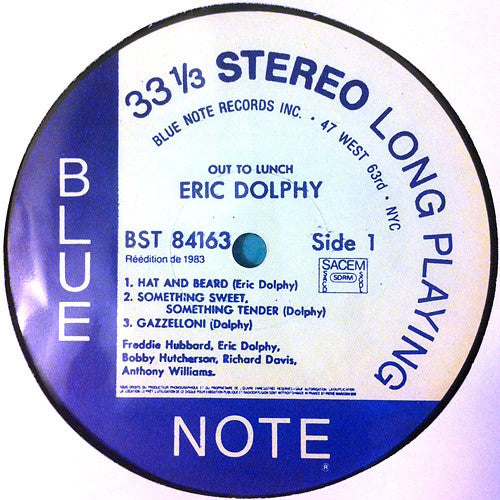 33 1/3 STEREO LONG PLAYING
BLUE NOTE RECORDS INC. • 47 WEST 63rd • NYC
OUT TO LUNCH
ERIC DOLPHY
BST 84163 Side 1
Réédition de 1983
SACEM
SDRM
1. HAT AND BEARD (Eric Dolphy)
2. SOMETHING SWEET,
SOMETHING TENDER (Dolphy)
3. GAZZELLONI (Dolphy)
Freddie Hubbard, Eric Dolphy,
Bobby Hutcherson, Richard Davis,
Anthony Williams.
BLUE
NOTE
®